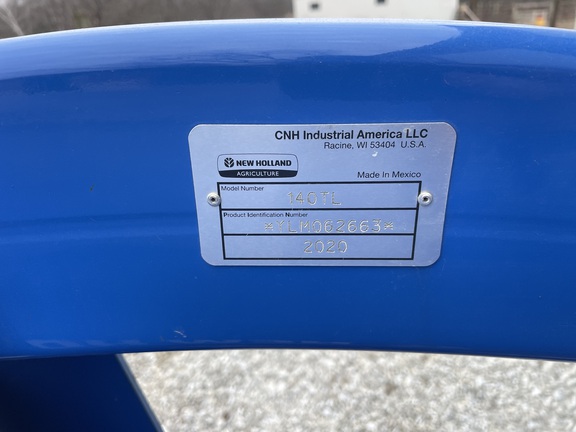 CNH Industrial America LLC
Racine, WI 53404 U.S.A.
NEW HOLLAND
AGRICULTURE
Made in Mexico
Model Number
140TL
Product Identification Number
*YLM062663*
2020